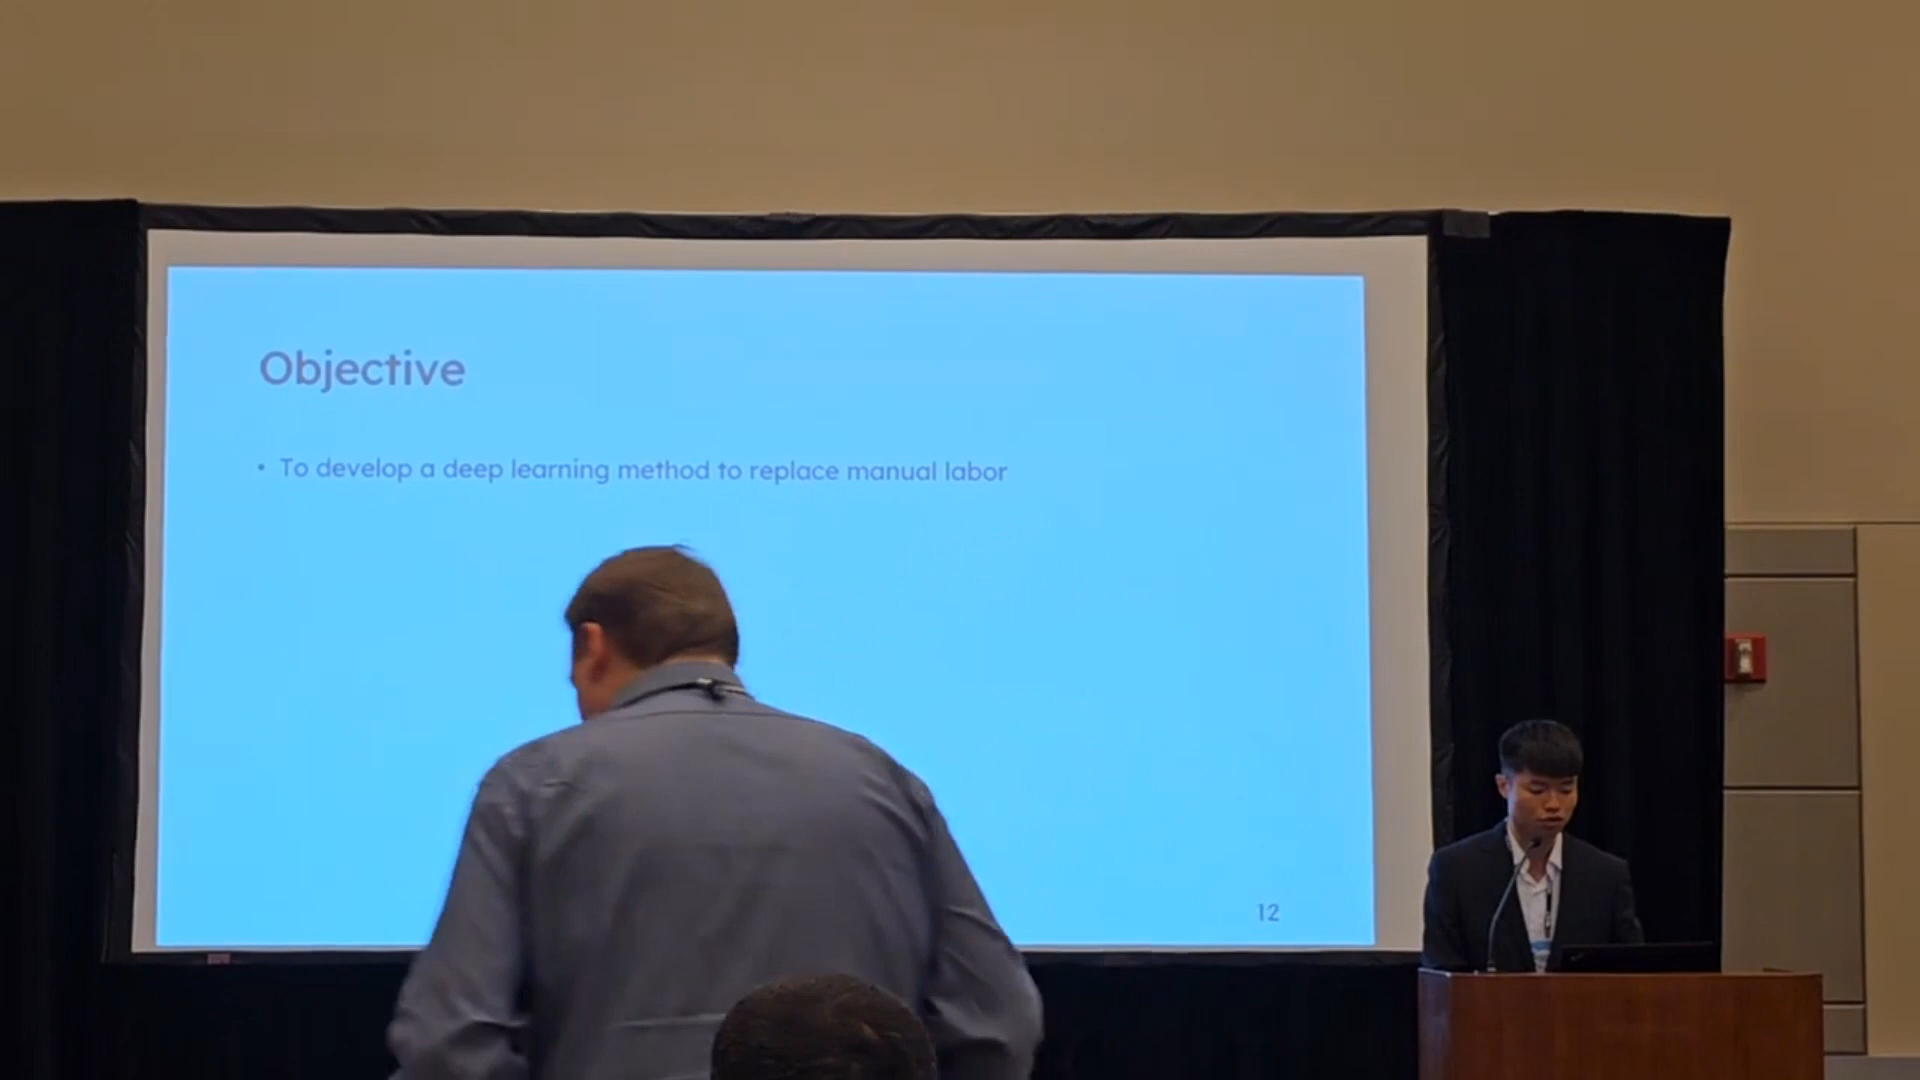 Objective
• To develop a deep learning method to replace manual labor
12